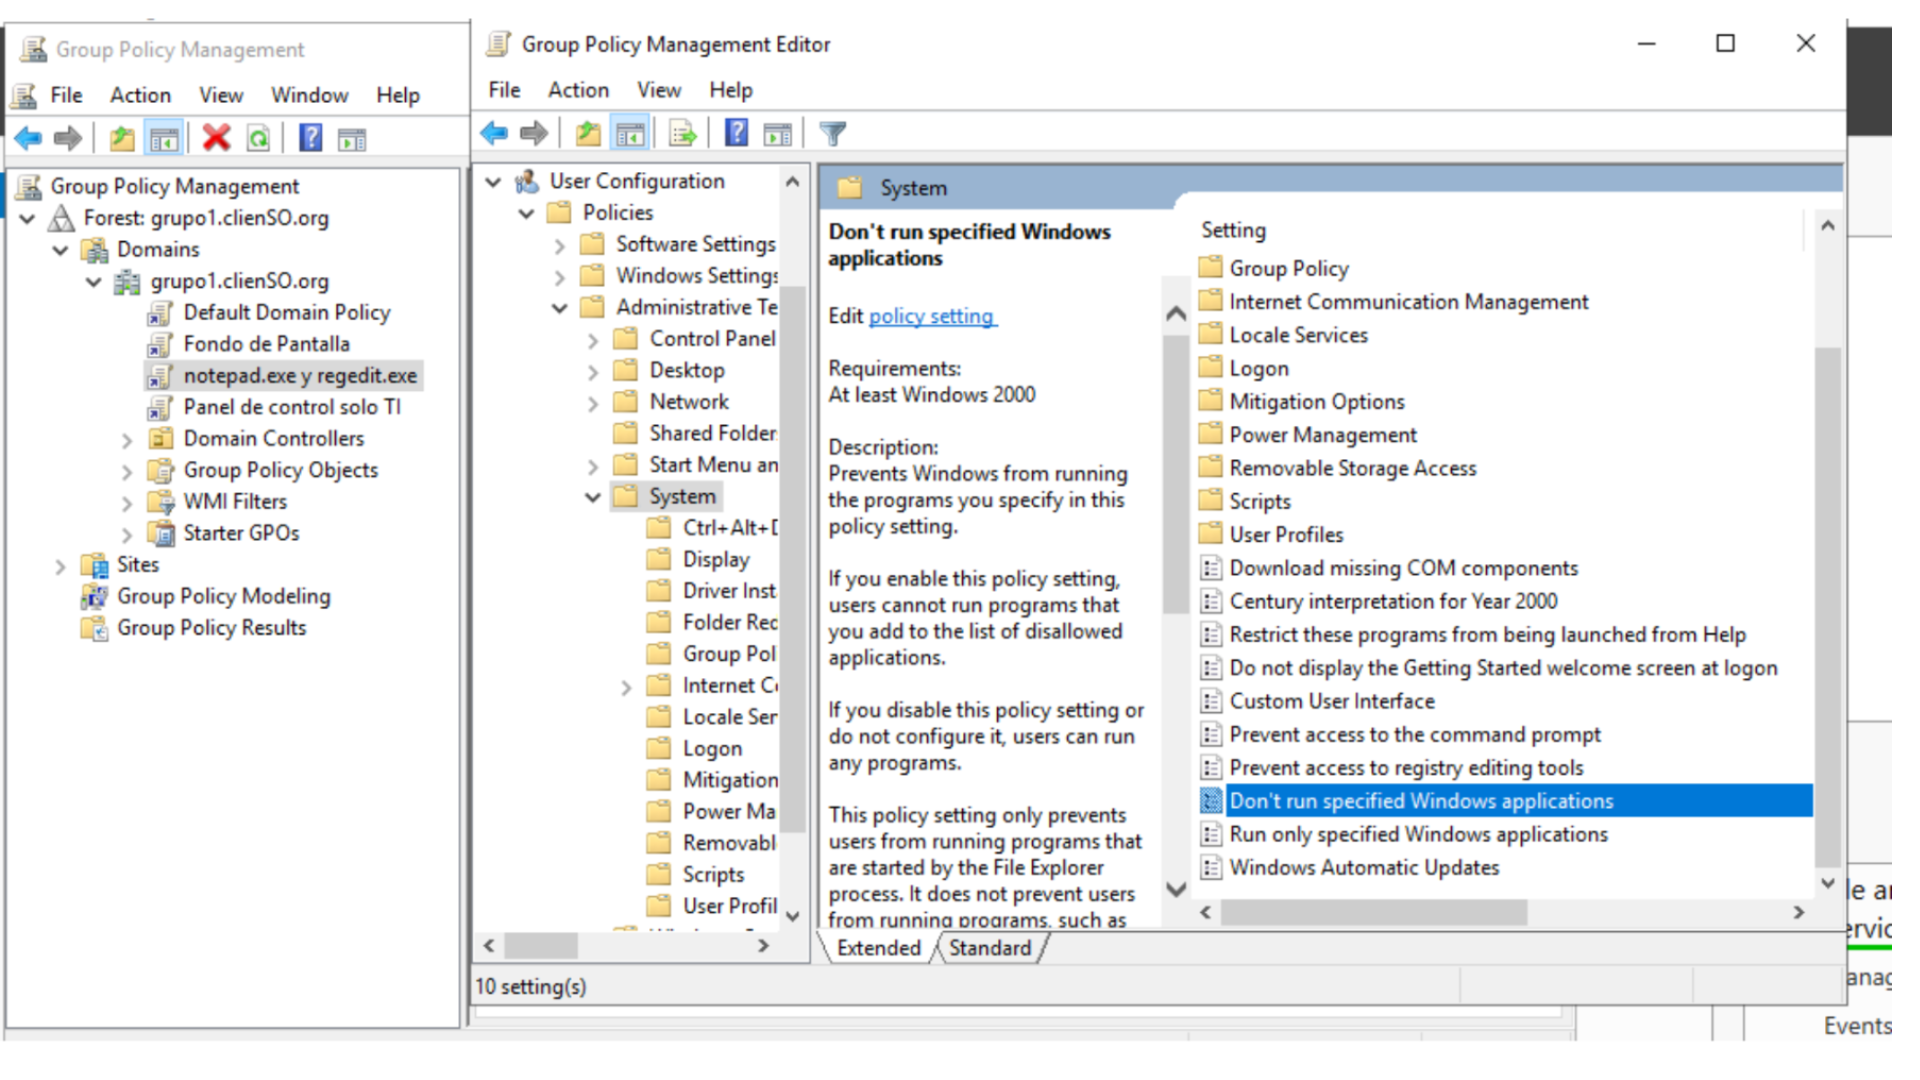 Group Policy Management
File Action View Window Help
Group Policy Management
Forest: grupo1.clienSO.org
Domains
grupo1.clienSO.org
Default Domain Policy
Fondo de Pantalla
notepad.exe y regedit.exe
Panel de control solo TI
Domain Controllers
Group Policy Objects
WMI Filters
Starter GPOs
Sites
Group Policy Modeling
Group Policy Results
Group Policy Management Editor
File Action View Help
User Configuration
Policies
Software Settings
Windows Settings
Administrative Te
Control Panel
Desktop
Network
Shared Folder
Start Menu an
System
Ctrl+Alt+D
Display
Driver Inst
Folder Red
Group Pol
Internet C
Locale Ser
Logon
Mitigation
Power Ma
Removabl
Scripts
User Profil
System
Don't run specified Windows
applications
Edit policy setting
Requirements:
At least Windows 2000
Description:
Prevents Windows from running
the programs you specify in this
policy setting.
If you enable this policy setting,
users cannot run programs that
you add to the list of disallowed
applications.
If you disable this policy setting or
do not configure it, users can run
any programs.
This policy setting only prevents
users from running programs that
are started by the File Explorer
process. It does not prevent users
from running programs, such as
Setting
Group Policy
Internet Communication Management
Locale Services
Logon
Mitigation Options
Power Management
Removable Storage Access
Scripts
User Profiles
Download missing COM components
Century interpretation for Year 2000
Restrict these programs from being launched from Help
Do not display the Getting Started welcome screen at logon
Custom User Interface
Prevent access to the command prompt
Prevent access to registry editing tools
Don't run specified Windows applications
Run only specified Windows applications
Windows Automatic Updates
Extended Standard
10 setting(s)
le a
ervic
anag
Events